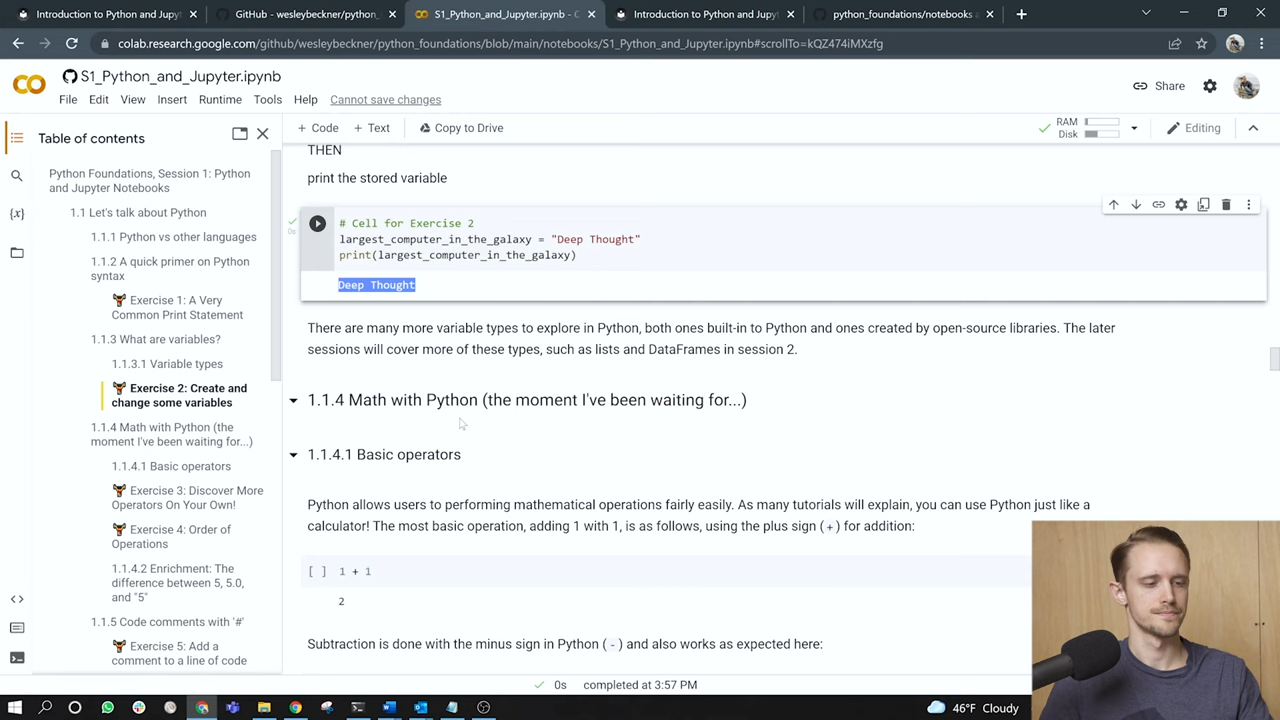 Introduction to Python and Jupy
GitHub - wesleybeckner/python_
S1_Python_and_Jupyter.ipynb - C
Introduction to Python and Jupy
python_foundations/notebooks a
colab.research.google.com/github/wesleybeckner/python_foundations/blob/main/notebooks/S1_Python_and_Jupyter.ipynb#scrollTo=kQZ474iMXzfg
S1_Python_and_Jupyter.ipynb
Share
File Edit View Insert Runtime Tools Help Cannot save changes
+ Code + Text Copy to Drive
RAM
Disk
Editing
Table of contents
Python Foundations, Session 1: Python
and Jupyter Notebooks
1.1 Let's talk about Python
1.1.1 Python vs other languages
1.1.2 A quick primer on Python
syntax
Exercise 1: A Very
Common Print Statement
1.1.3 What are variables?
1.1.3.1 Variable types
Exercise 2: Create and
change some variables
1.1.4 Math with Python (the
moment I've been waiting for...)
1.1.4.1 Basic operators
Exercise 3: Discover More
Operators On Your Own!
Exercise 4: Order of
Operations
1.1.4.2 Enrichment: The
difference between 5, 5.0,
and "5"
1.1.5 Code comments with '#'
Exercise 5: Add a
comment to a line of code
THEN
print the stored variable
0s
# Cell for Exercise 2
largest_computer_in_the_galaxy = "Deep Thought"
print(largest_computer_in_the_galaxy)
Deep Thought
There are many more variable types to explore in Python, both ones built-in to Python and ones created by open-source libraries. The later
sessions will cover more of these types, such as lists and DataFrames in session 2.
1.1.4 Math with Python (the moment I've been waiting for...)
1.1.4.1 Basic operators
Python allows users to performing mathematical operations fairly easily. As many tutorials will explain, you can use Python just like a
calculator! The most basic operation, adding 1 with 1, is as follows, using the plus sign (+) for addition:
[ ] 1 + 1
2
Subtraction is done with the minus sign in Python (-) and also works as expected here:
0s completed at 3:57 PM
46°F Cloudy